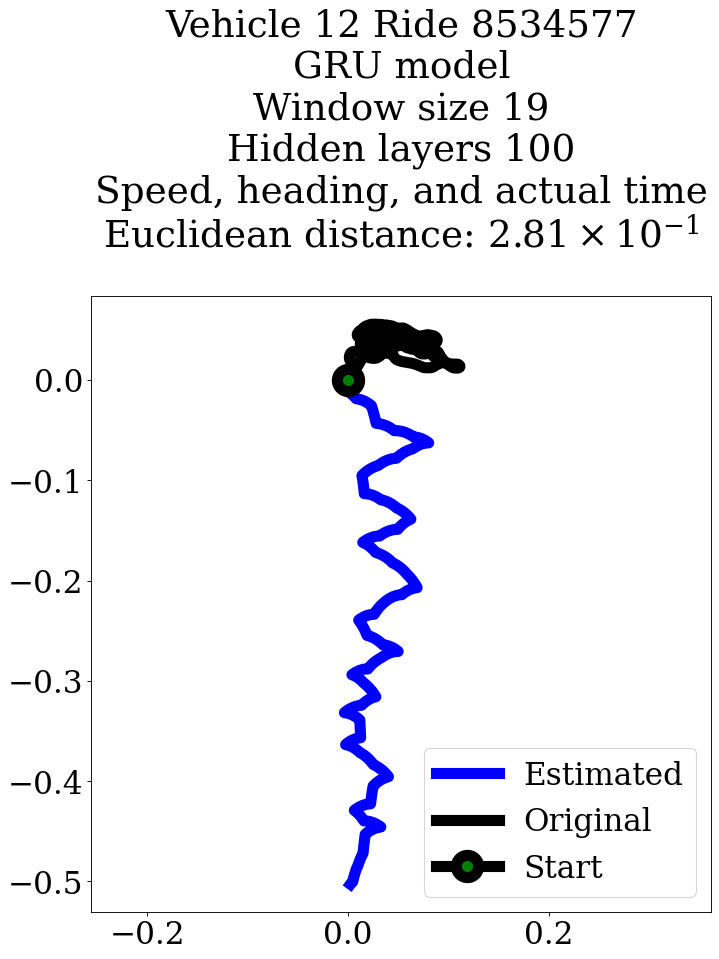 Vehicle 12 Ride 8534577
GRU model
Window size 19
Hidden layers 100
Speed, heading, and actual time
Euclidean distance: 2.81 × 10⁻¹
0.0
−0.1
−0.2
−0.3
−0.4
−0.5
−0.2
0.0
0.2
Estimated
Original
Start